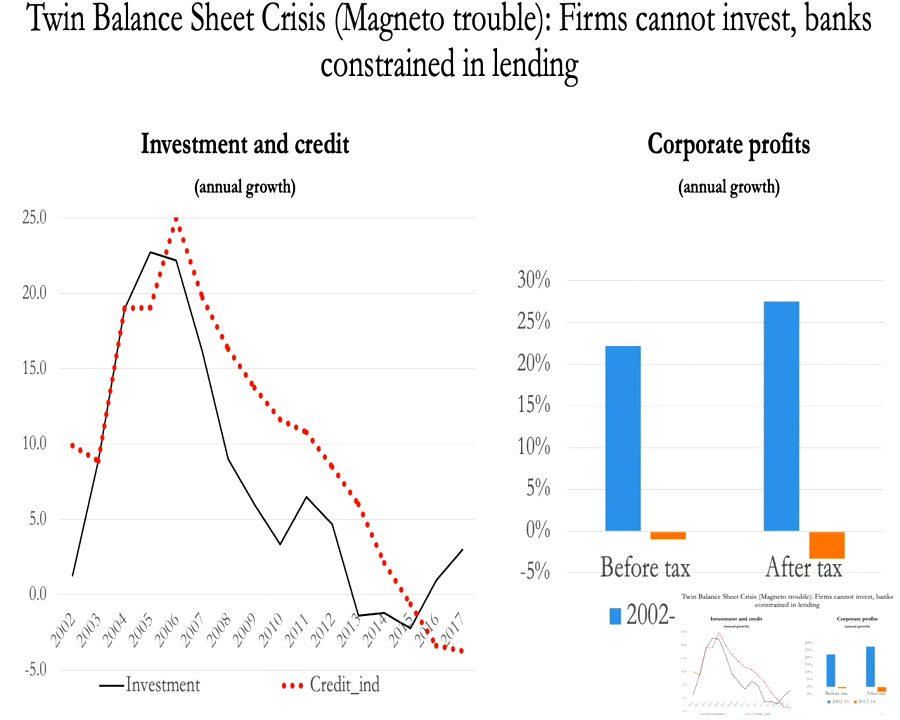 Twin Balance Sheet Crisis (Magneto trouble): Firms cannot invest, banks
constrained in lending
Investment and credit
(annual growth)
25.0
20.0
15.0
10.0
5.0
0.0
-5.0
2002 2003 2004 2005 2006 2007 2008 2009 2010 2011 2012 2013 2014 2015 2016 2017
Investment Credit_ind
Corporate profits
(annual growth)
30%
25%
20%
15%
10%
5%
0%
-5%
Before tax After tax
2002-
Twin Balance Sheet Crisis (Magneto trouble): Firms cannot invest, banks
constrained in lending
Investment and credit
(annual growth)
Corporate profits
(annual growth)
Before tax After tax